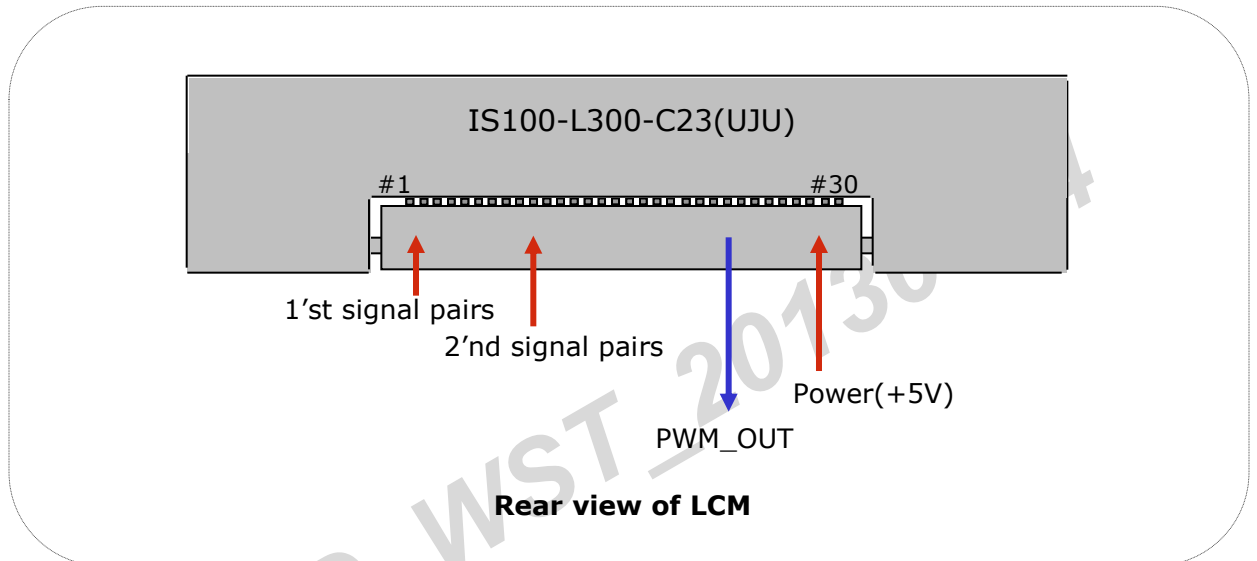 IS100-L300-C23(UJU)
#1 #30
1’st signal pairs
2’nd signal pairs
Power(+5V)
PWM_OUT
Rear view of LCM